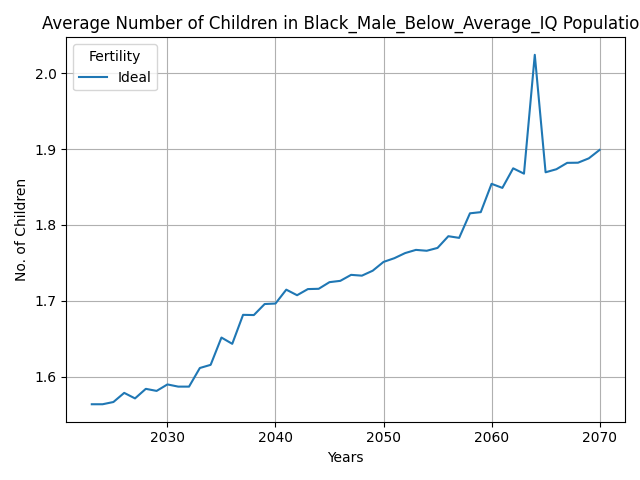 Average Number of Children in Black_Male_Below_Average_IQ Populatio
Fertility
Ideal
2.0
1.9
1.8
1.7
1.6
No. of Children
2030 2040 2050 2060 2070
Years